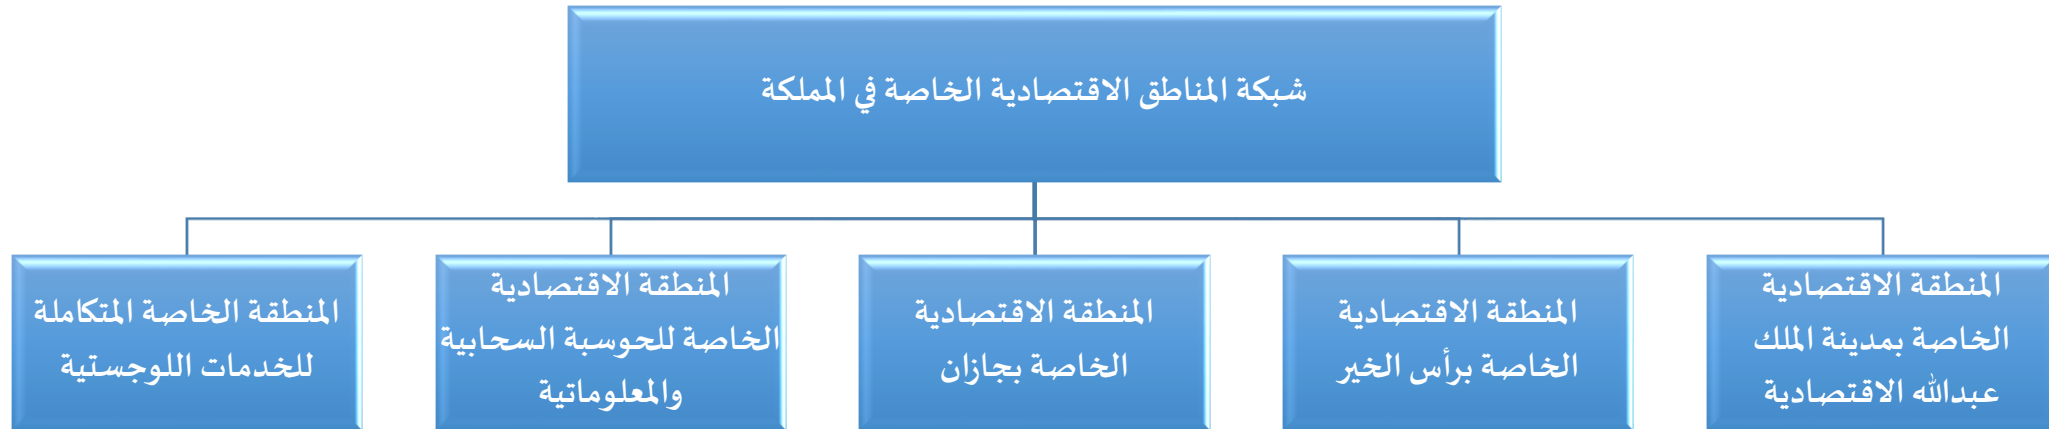 شبكة المناطق الاقتصادية الخاصة في المملكة
المنطقة الاقتصادية
الخاصة بمدينة الملك
عبدالله الاقتصادية
المنطقة الاقتصادية
الخاصة برأس الخير
المنطقة الاقتصادية
الخاصة بجازان
المنطقة الاقتصادية
الخاصة للحوسبة السحابية
والمعلوماتية
المنطقة الخاصة المتكاملة
للخدمات اللوجستية